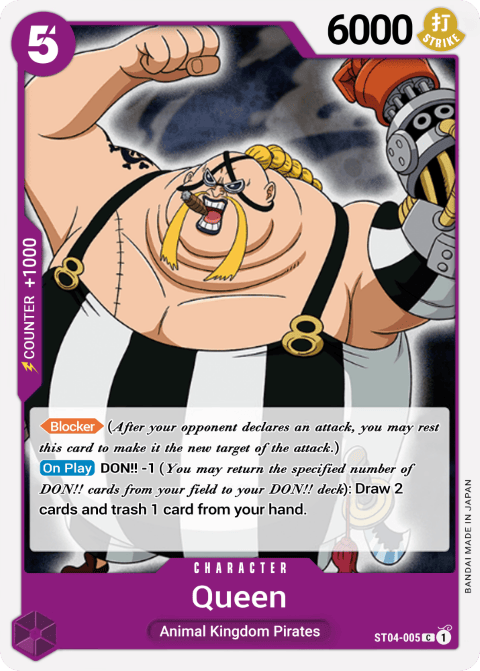 5
6000
打
STRIKE
COUNTER +1000
Blocker (After your opponent declares an attack, you may rest
this card to make it the new target of the attack.)
On Play DON!! -1 (You may return the specified number of
DON!! cards from your field to your DON!! deck): Draw 2
cards and trash 1 card from your hand.
BANDAI MADE IN JAPAN
CHARACTER
Queen
Animal Kingdom Pirates
ST04-005 C 1